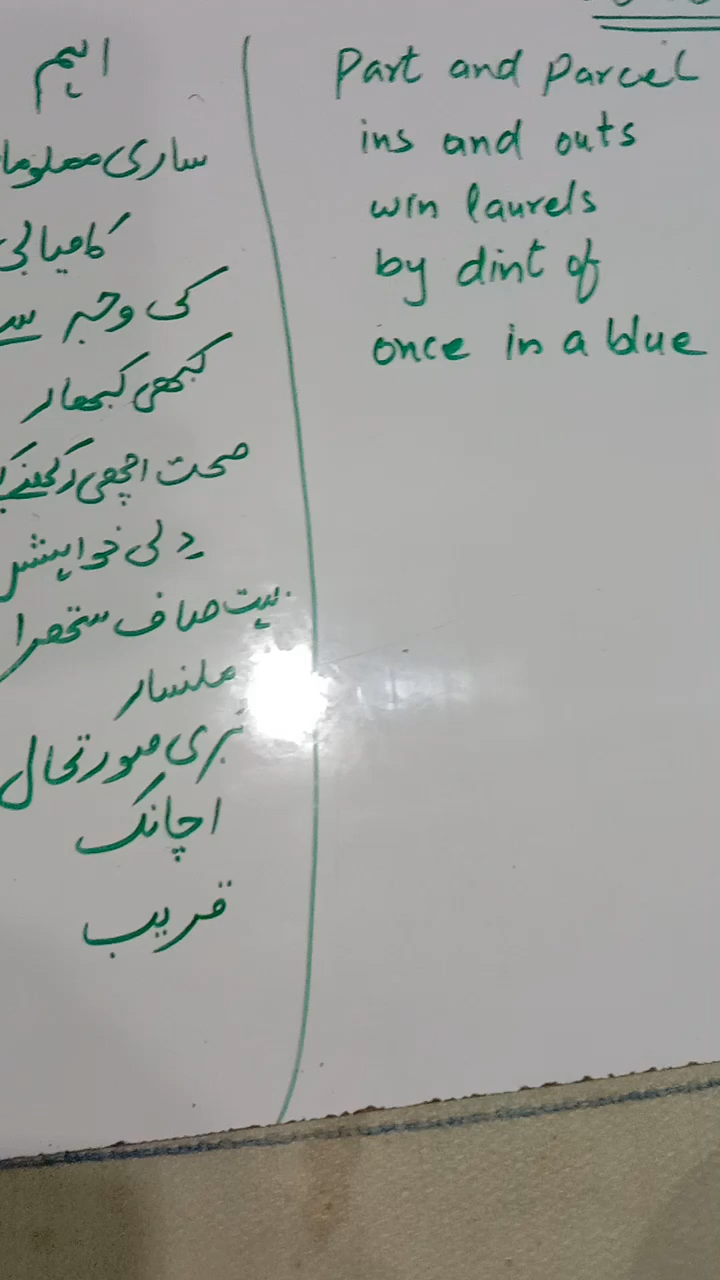 اہم
ساری معلوما
کامیابی
کی وجہ سے
کبھی کبھار
صحت اچھی رکھنے
دلی خواہش
بہت صاف ستھرا
ملنسار
بری صورتحال
اچانک
قریب
Part and parcel
ins and outs
win laurels
by dint of
once in a blue